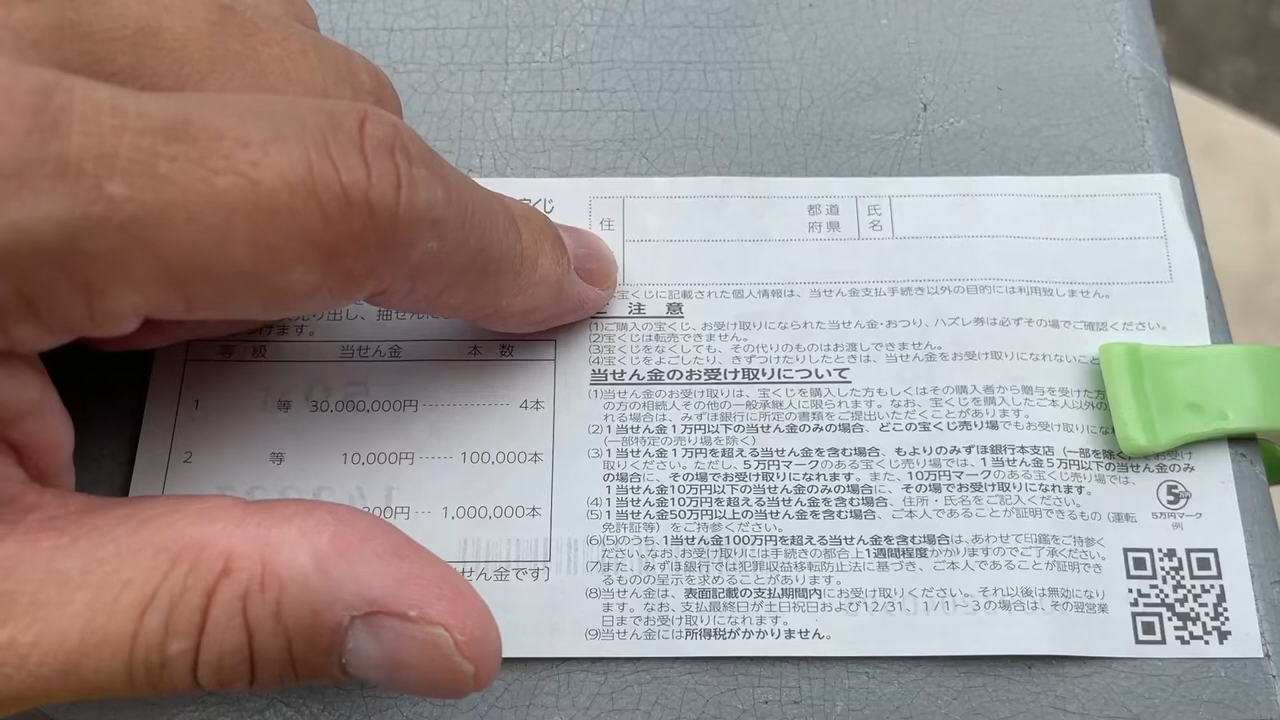 くじ
売り出し、抽せんに
げます。
等 級 当せん金 本 数
1 等 30,000,000円 4本
2 等 10,000円 100,000本
300円 1,000,000本
せん金です〕
住
都道
府県
氏
名
宝くじに記載された個人情報は、当せん金支払手続き以外の目的には利用致しません。
注 意
(1)ご購入の宝くじ、お受け取りになられた当せん金・おつり、ハズレ券は必ずその場でご確認ください。
(2)宝くじは転売できません。
(3)宝くじをなくしても、その代りのものはお渡しできません。
(4)宝くじをよごしたり、きずつけたりしたときは、当せん金をお受け取りになれないこと
当せん金のお受け取りについて
(1)当せん金のお受け取りは、宝くじを購入した方もしくはその購入者から贈与を受けた方
の方の相続人その他の一般承継人に限られます。なお、宝くじを購入したご本人以外の
れる場合は、みずほ銀行に所定の書類をご提出いただくことがあります。
(2)1当せん金1万円以下の当せん金のみの場合、どこの宝くじ売り場でもお受け取りにな
(一部特定の売り場を除く)
(3)1当せん金1万円を超える当せん金を含む場合、もよりのみずほ銀行本支店(一部を除く)お受け
取りください。ただし、5万円マークのある宝くじ売り場では、1当せん金5万円以下の当せん金のみ
の場合に、その場でお受け取りになれます。また、10万円マークのある宝くじ売り場では、
1当せん金10万円以下の当せん金のみの場合に、その場でお受け取りになれます。
(4)1当せん金10万円を超える当せん金を含む場合、住所・氏名をご記入ください。
(5)1当せん金50万円以上の当せん金を含む場合、ご本人であることが証明できるもの(運転
免許証等)をご持参ください。
(6)(5)のうち、1当せん金100万円を超える当せん金を含む場合は、あわせて印鑑をご持参く
ださい。なお、お受け取りには手続きの都合上1週間程度かかりますのでご了承ください。
(7)また、みずほ銀行では犯罪収益移転防止法に基づき、ご本人であることが証明でき
るものの呈示を求めることがあります。
(8)当せん金は、表面記載の支払期間内にお受け取りください。それ以後は無効になり
ます。なお、支払最終日が土日祝日および12/31、1/1~3の場合は、その翌営業
日までお受け取りになれます。
(9)当せん金には所得税がかかりません。
5
5万円マーク
例